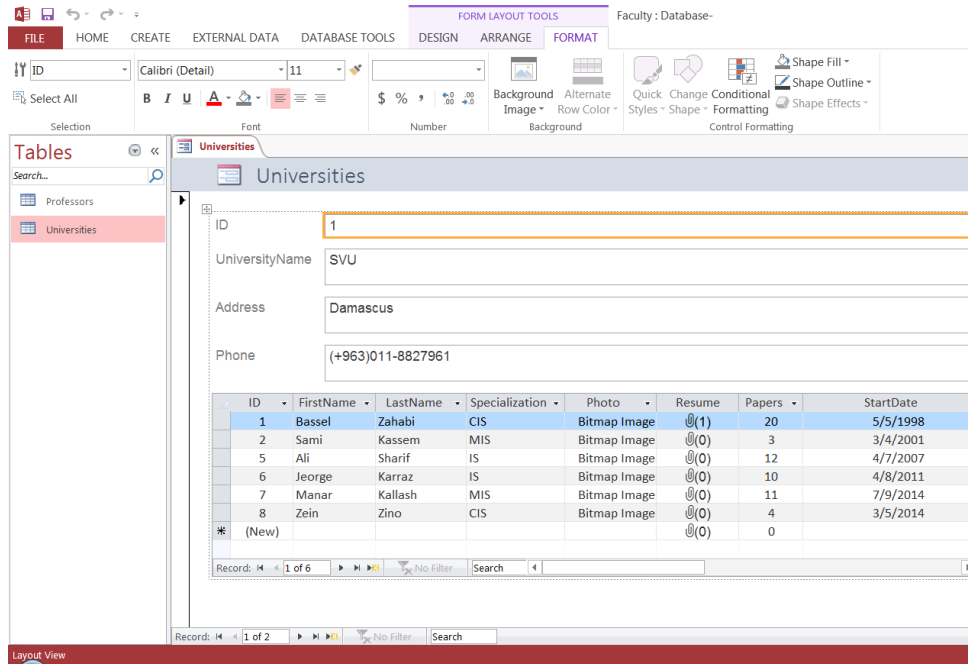 FORM LAYOUT TOOLS Faculty : Database-
FILE HOME CREATE EXTERNAL DATA DATABASE TOOLS DESIGN ARRANGE FORMAT
ID Calibri (Detail) 11 Shape Fill
Select All B I U A $ % , Background Alternate Quick Change Conditional Shape Outline
Image Row Color Styles Shape Formatting Shape Effects
Selection Font Number Background Control Formatting
Tables Universities
Search... Universities
Professors
Universities
ID 1
UniversityName SVU
Address Damascus
Phone (+963)011-8827961
ID FirstName LastName Specialization Photo Resume Papers StartDate
1 Bassel Zahabi CIS Bitmap Image (1) 20 5/5/1998
2 Sami Kassem MIS Bitmap Image (0) 3 3/4/2001
5 Ali Sharif IS Bitmap Image (0) 12 4/7/2007
6 Jeorge Karraz IS Bitmap Image (0) 10 4/8/2011
7 Manar Kallash MIS Bitmap Image (0) 11 7/9/2014
8 Zein Zino CIS Bitmap Image (0) 4 3/5/2014
(New) (0) 0
Record: 1 of 6 No Filter Search
Record: 1 of 2 No Filter Search
Layout View